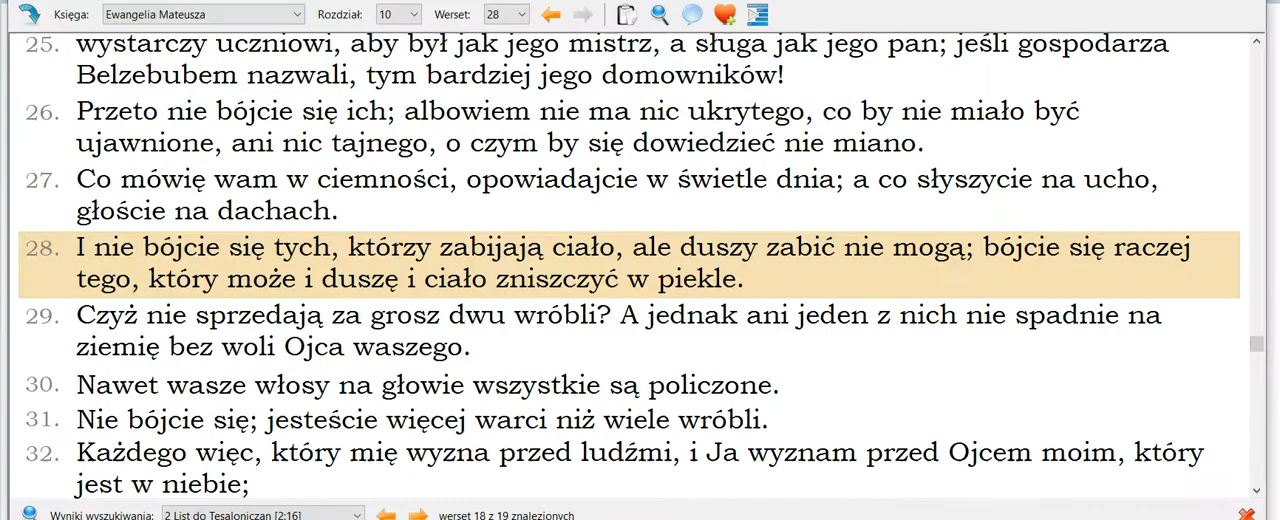 Księga: Ewangelia Mateusza Rozdział: 10 Werset: 28
25. wystarczy uczniowi, aby był jak jego mistrz, a sługa jak jego pan; jeśli gospodarza
Belzebubem nazwali, tym bardziej jego domowników!
26. Przeto nie bójcie się ich; albowiem nie ma nic ukrytego, co by nie miało być
ujawnione, ani nic tajnego, o czym by się dowiedzieć nie miano.
27. Co mówię wam w ciemności, opowiadajcie w świetle dnia; a co słyszycie na ucho,
głoście na dachach.
28. I nie bójcie się tych, którzy zabijają ciało, ale duszy zabić nie mogą; bójcie się raczej
tego, który może i duszę i ciało zniszczyć w piekle.
29. Czyż nie sprzedają za grosz dwu wróbli? A jednak ani jeden z nich nie spadnie na
ziemię bez woli Ojca waszego.
30. Nawet wasze włosy na głowie wszystkie są policzone.
31. Nie bójcie się; jesteście więcej warci niż wiele wróbli.
32. Każdego więc, który mię wyzna przed ludźmi, i Ja wyznam przed Ojcem moim, który
jest w niebie;
Wyniki wyszukiwania: 2 List do Tesaloniczan [2:16] werset 18 z 19 znalezionych